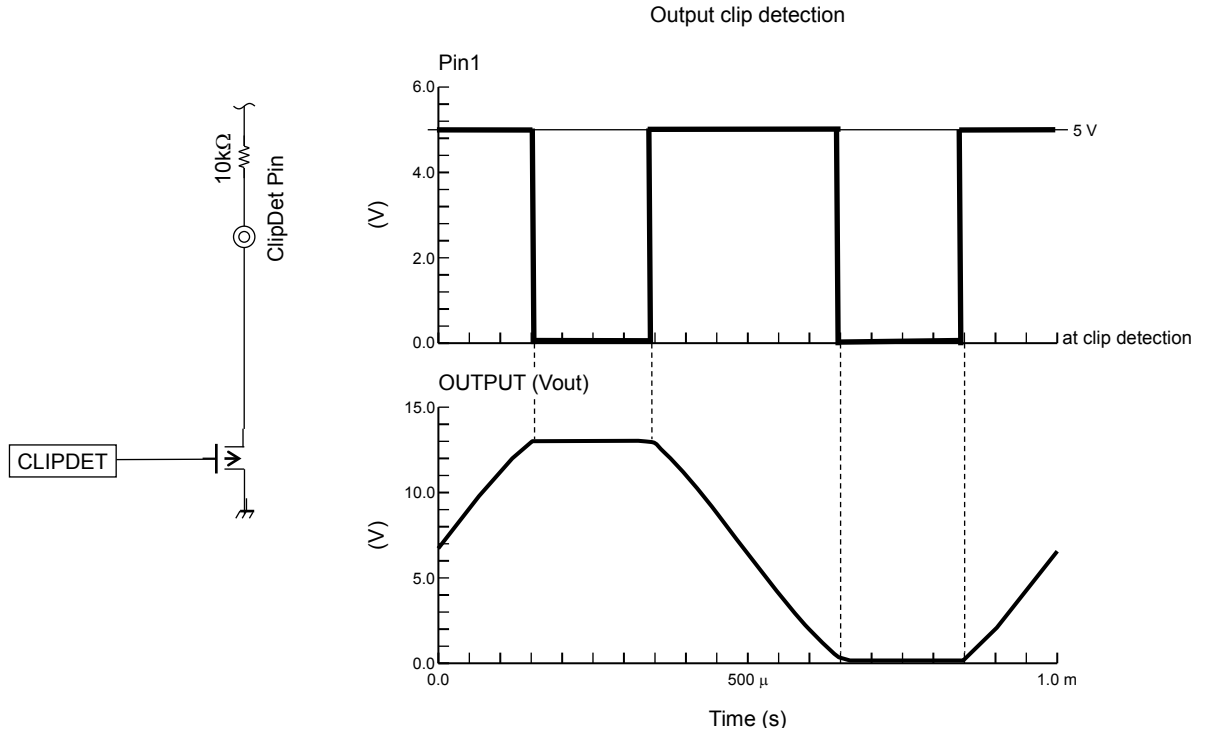 Output clip detection
10kΩ
ClipDet Pin
CLIPDET
Pin1
6.0
4.0
2.0
0.0
(V)
5 V
at clip detection
OUTPUT (Vout)
15.0
10.0
5.0
0.0
(V)
0.0
500 μ
1.0 m
Time (s)